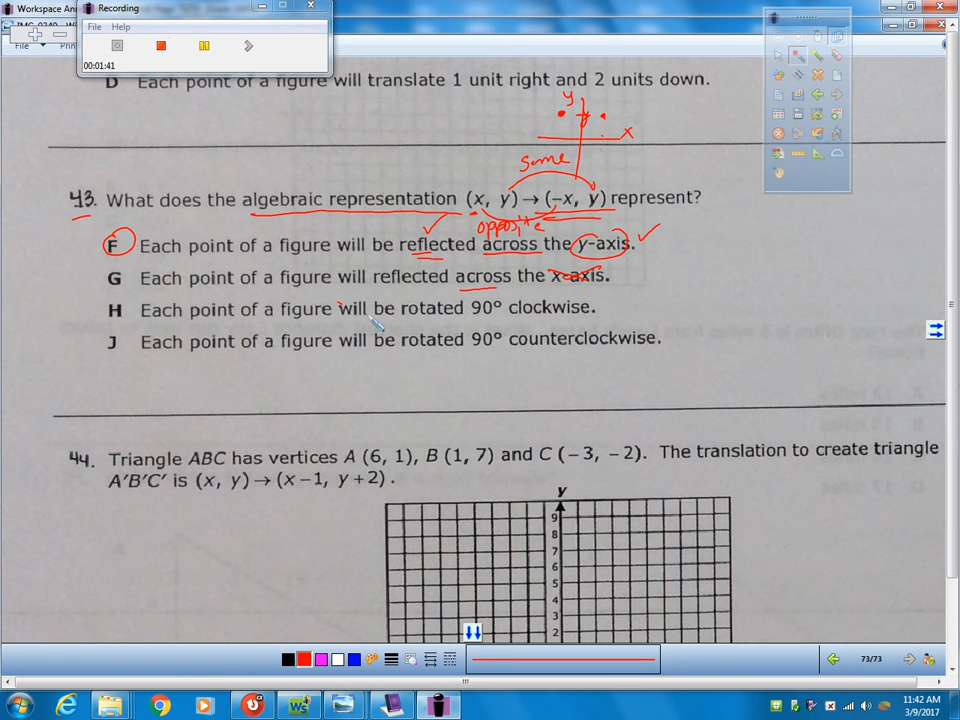 Workspace Ann
Recording
File Help
00:01:41
File
Prin
D Each point of a figure will translate 1 unit right and 2 units down.
y
x
same
43. What does the algebraic representation (x, y) → (−x, y) represent?
opposite
F Each point of a figure will be reflected across the y-axis.
G Each point of a figure will reflected across the x-axis.
H Each point of a figure will be rotated 90° clockwise.
J Each point of a figure will be rotated 90° counterclockwise.
44. Triangle ABC has vertices A (6, 1), B (1, 7) and C (−3, −2). The translation to create triangle
A′B′C′ is (x, y) → (x−1, y+2).
y
9
8
7
6
5
4
3
2
73/73
11:42 AM
3/9/2017